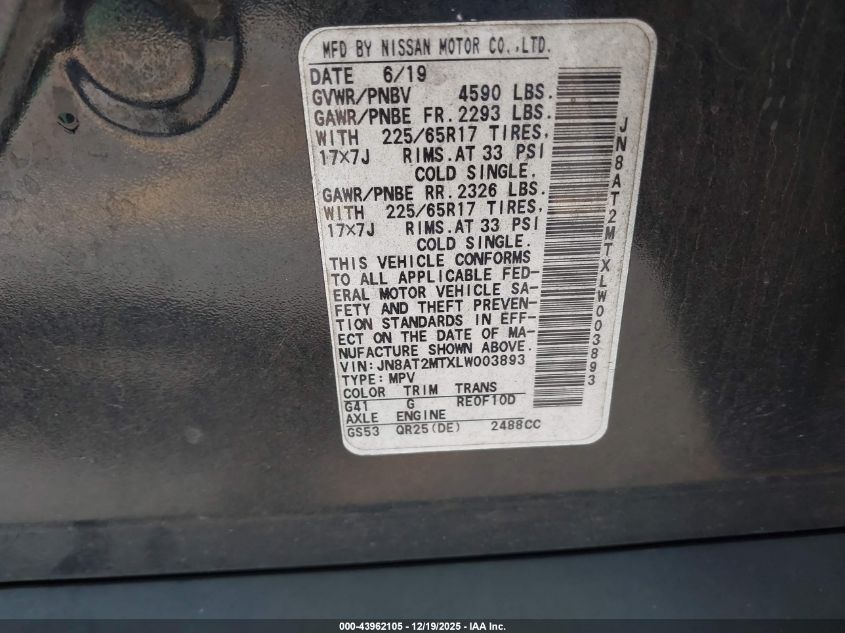 MFD BY NISSAN MOTOR CO.,LTD.
DATE 6/19
GVWR/PNBV 4590 LBS.
GAWR/PNBE FR. 2293 LBS.
WITH 225/65R17 TIRES,
17×7J RIMS. AT 33 PSI
COLD SINGLE.
GAWR/PNBE RR. 2326 LBS.
WITH 225/65R17 TIRES,
17×7J RIMS. AT 33 PSI
COLD SINGLE.
THIS VEHICLE CONFORMS
TO ALL APPLICABLE FED-
ERAL MOTOR VEHICLE SA-
FETY AND THEFT PREVEN-
TION STANDARDS IN EFF-
ECT ON THE DATE OF MA-
NUFACTURE SHOWN ABOVE.
VIN:JN8AT2MTXLW003893
TYPE:MPV
COLOR TRIM TRANS
G41 G RE0F10D
AXLE ENGINE
GS53 QR25(DE) 2488CC
JN8AT2MTXLW003893
000-43962105 - 12/19/2025 - IAA Inc.